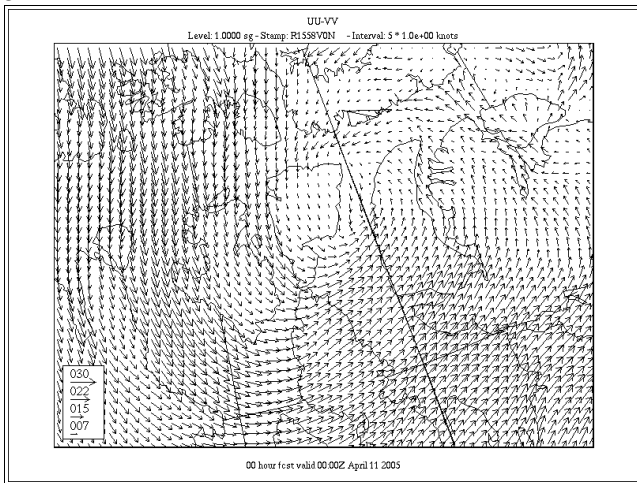 UU-VV
Level: 1.0000 sg - Stamp: R1558V0N - Interval: 5 * 1.0e+00 knots
030
022
015
007
00 hour fcst valid 00:00Z April 11 2005